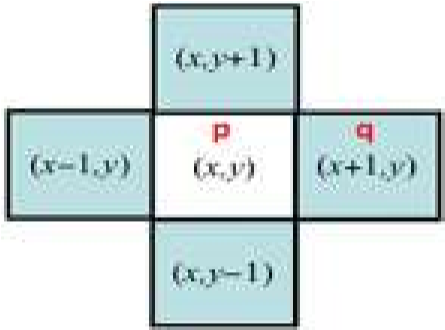 (x,y+1)
p q
(x−1,y) (x,y) (x+1,y)
(x,y−1)